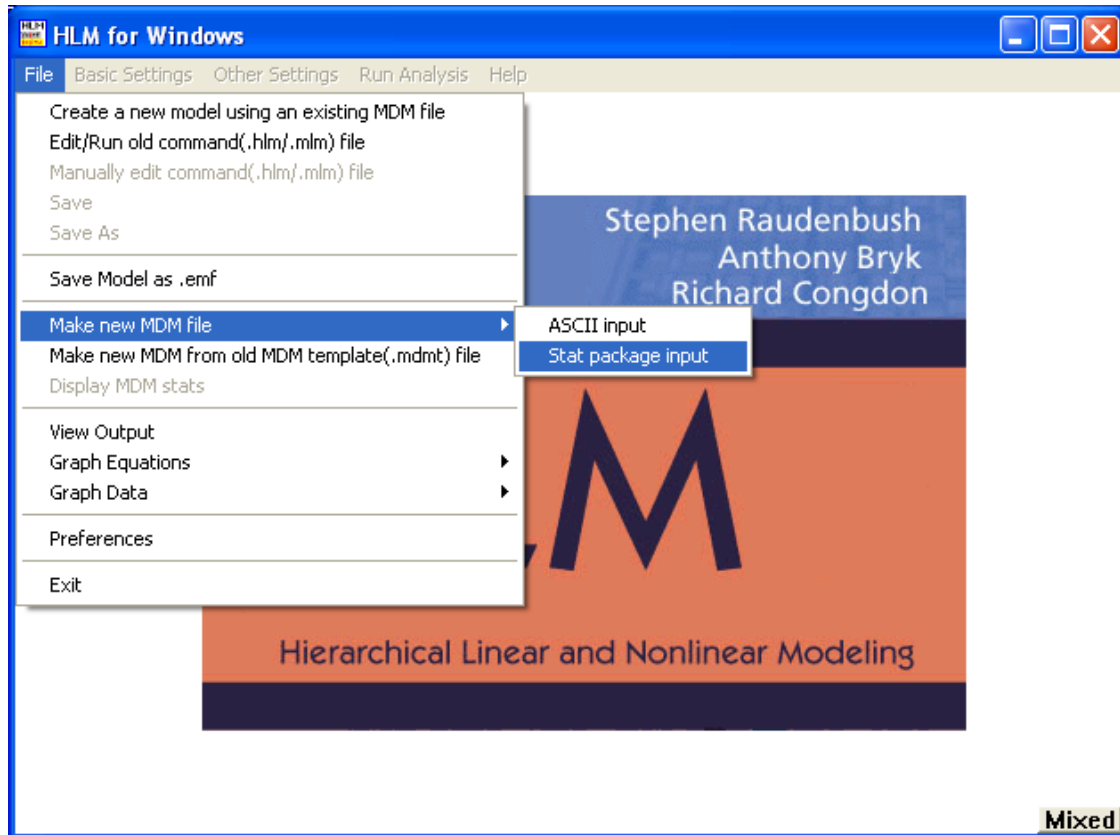 HLM for Windows
File Basic Settings Other Settings Run Analysis Help
Create a new model using an existing MDM file
Edit/Run old command(.hlm/.mlm) file
Manually edit command(.hlm/.mlm) file
Save
Save As
Save Model as .emf
Make new MDM file
Make new MDM from old MDM template(.mdmt) file
Display MDM stats
View Output
Graph Equations
Graph Data
Preferences
Exit
ASCII input
Stat package input
Stephen Raudenbush
Anthony Bryk
Richard Congdon
M
Hierarchical Linear and Nonlinear Modeling
Mixed